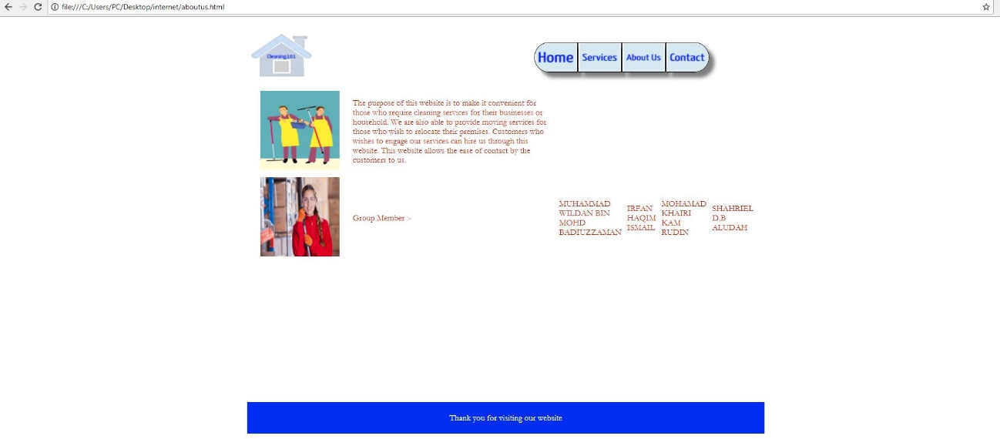 file:///C:/Users/PC/Desktop/internet/aboutus.html
Cleaning101
Home Services About Us Contact
The purpose of this website is to make it convenient for
those who require cleaning services for their businesses or
household. We are also able to provide moving services for
those who wish to relocate their premises. Customers who
wishes to engage our services can hire us through this
website. This website allows the ease of contact by the
customers to us.
Group Member :-
MUHAMMAD
WILDAN BIN
MOHD
BADIUZZAMAN
IRFAN
HAQIM
ISMAIL
MOHAMAD
KHAIRI
KAM
RUDIN
SHAHRIEL
D.B
ALUDAH
Thank you for visiting our website